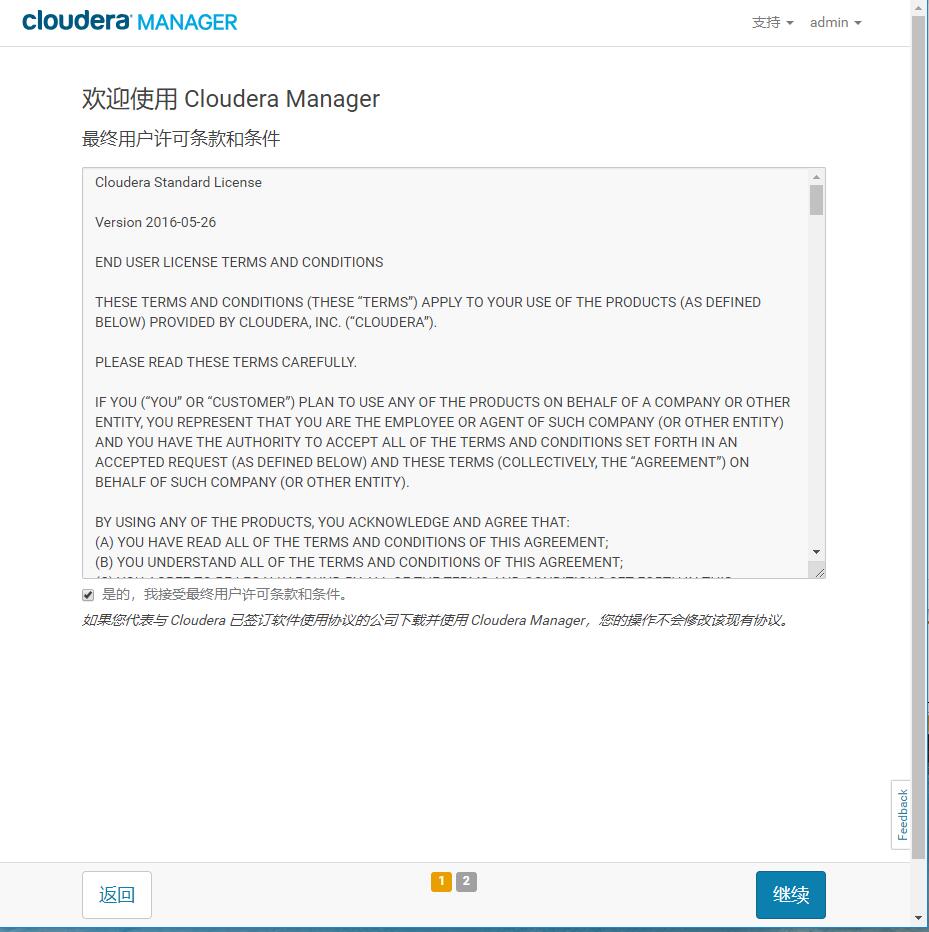 cloudera MANAGER
支持 admin
欢迎使用 Cloudera Manager
最终用户许可条款和条件
Cloudera Standard License
Version 2016-05-26
END USER LICENSE TERMS AND CONDITIONS
THESE TERMS AND CONDITIONS (THESE “TERMS”) APPLY TO YOUR USE OF THE PRODUCTS (AS DEFINED
BELOW) PROVIDED BY CLOUDERA, INC. (“CLOUDERA”).
PLEASE READ THESE TERMS CAREFULLY.
IF YOU (“YOU” OR “CUSTOMER”) PLAN TO USE ANY OF THE PRODUCTS ON BEHALF OF A COMPANY OR OTHER
ENTITY, YOU REPRESENT THAT YOU ARE THE EMPLOYEE OR AGENT OF SUCH COMPANY (OR OTHER ENTITY)
AND YOU HAVE THE AUTHORITY TO ACCEPT ALL OF THE TERMS AND CONDITIONS SET FORTH IN AN
ACCEPTED REQUEST (AS DEFINED BELOW) AND THESE TERMS (COLLECTIVELY, THE “AGREEMENT”) ON
BEHALF OF SUCH COMPANY (OR OTHER ENTITY).
BY USING ANY OF THE PRODUCTS, YOU ACKNOWLEDGE AND AGREE THAT:
(A) YOU HAVE READ ALL OF THE TERMS AND CONDITIONS OF THIS AGREEMENT;
(B) YOU UNDERSTAND ALL OF THE TERMS AND CONDITIONS OF THIS AGREEMENT;
是的，我接受最终用户许可条款和条件。
如果您代表与 Cloudera 已签订软件使用协议的公司下载并使用 Cloudera Manager，您的操作不会修改该现有协议。
Feedback
返回 1 2 继续